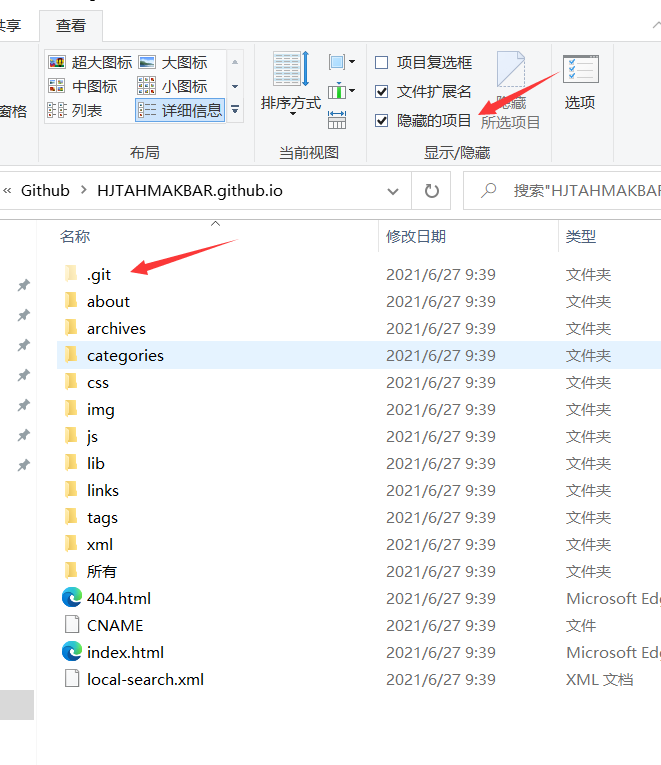 共享 查看
超大图标 大图标
中图标 小图标
列表 详细信息
窗格
布局
排序方式
当前视图
项目复选框
文件扩展名
隐藏的项目
显示/隐藏
隐藏
所选项目
选项
« Github > HJTAHMAKBAR.github.io
搜索"HJTAHMAKBAR
名称 修改日期 类型
.git 2021/6/27 9:39 文件夹
about 2021/6/27 9:39 文件夹
archives 2021/6/27 9:39 文件夹
categories 2021/6/27 9:39 文件夹
css 2021/6/27 9:39 文件夹
img 2021/6/27 9:39 文件夹
js 2021/6/27 9:39 文件夹
lib 2021/6/27 9:39 文件夹
links 2021/6/27 9:39 文件夹
tags 2021/6/27 9:39 文件夹
xml 2021/6/27 9:39 文件夹
所有 2021/6/27 9:39 文件夹
404.html 2021/6/27 9:39 Microsoft Edg
CNAME 2021/6/27 9:39 文件
index.html 2021/6/27 9:39 Microsoft Edg
local-search.xml 2021/6/27 9:39 XML 文档